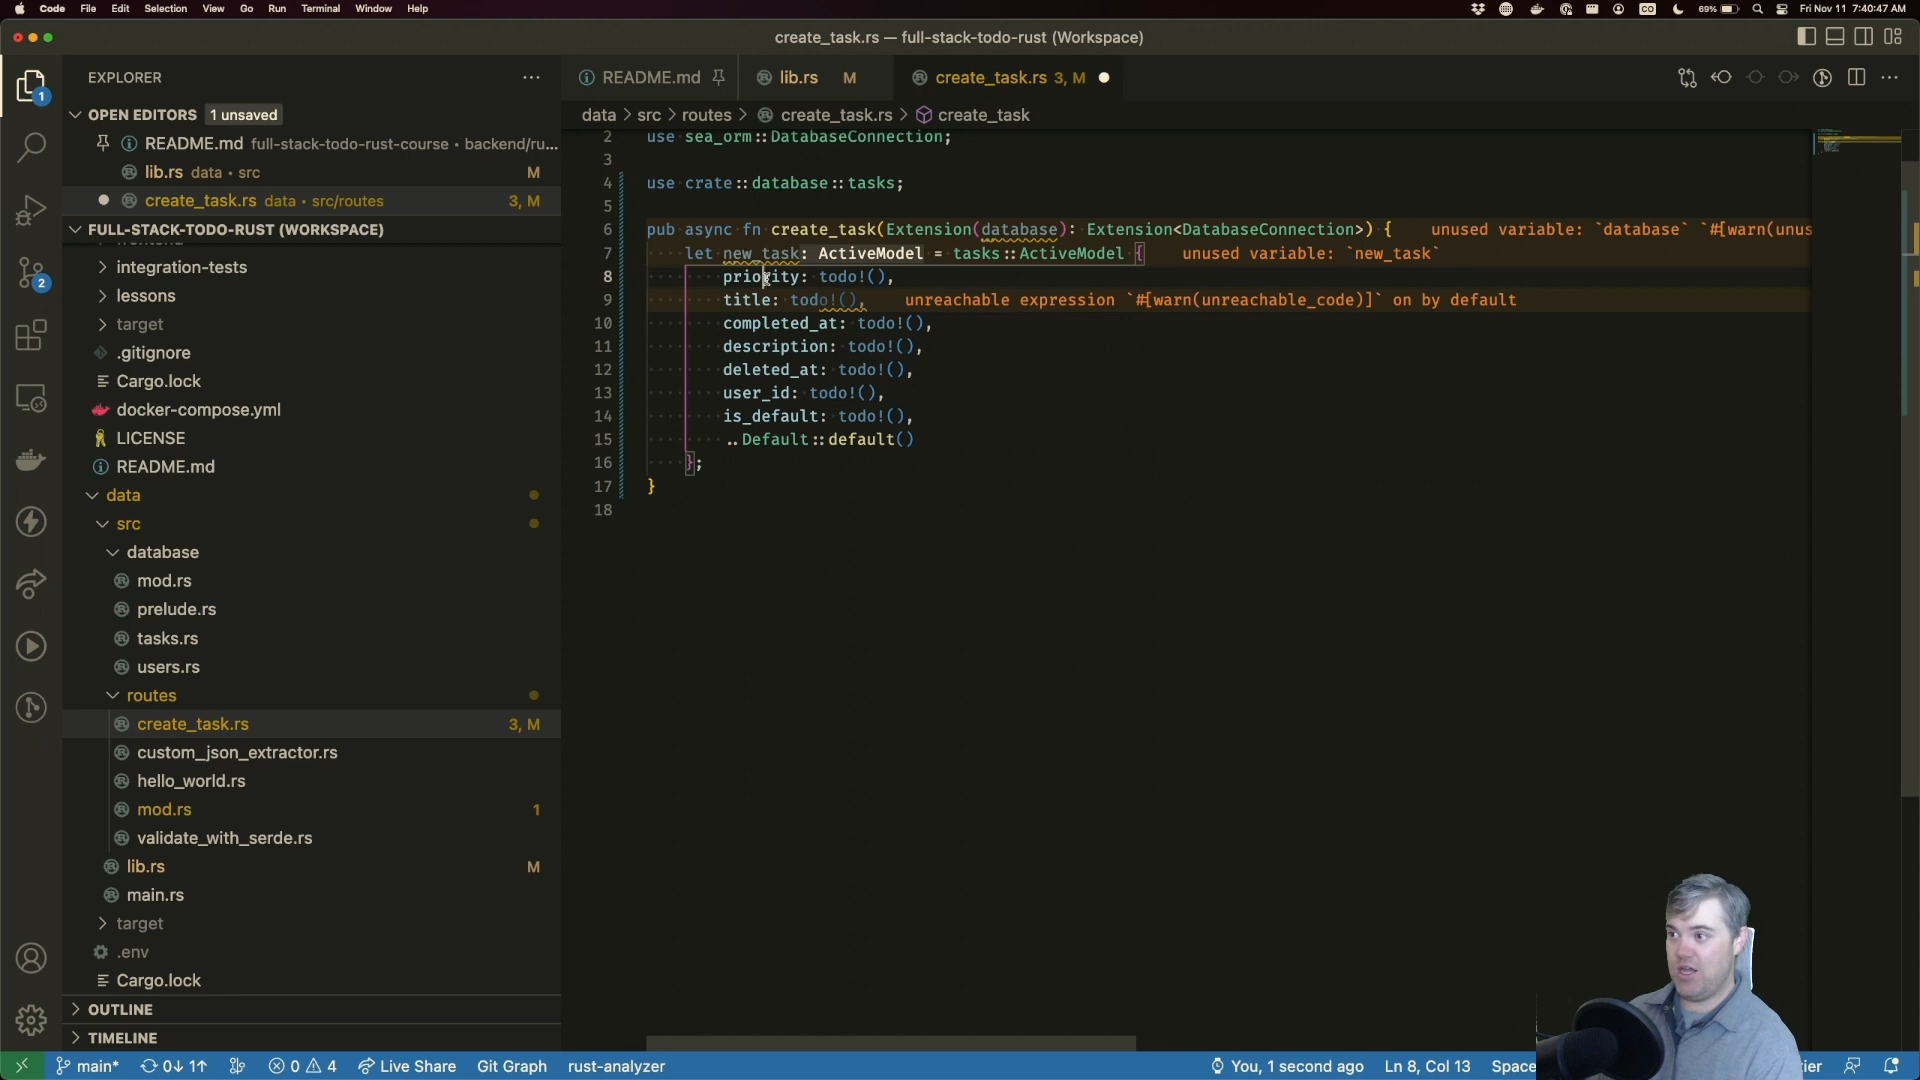 Code File Edit Selection View Go Run Terminal Window Help
69% Fri Nov 11 7:40:47 AM
create_task.rs — full-stack-todo-rust (Workspace)
EXPLORER
README.md
lib.rs M
create_task.rs 3, M
OPEN EDITORS 1 unsaved
data > src > routes > create_task.rs > create_task
README.md full-stack-todo-rust-course • backend/ru...
lib.rs data • src M
create_task.rs data • src/routes 3, M
FULL-STACK-TODO-RUST (WORKSPACE)
integration-tests
lessons
target
.gitignore
Cargo.lock
docker-compose.yml
LICENSE
README.md
data
src
database
mod.rs
prelude.rs
tasks.rs
users.rs
routes
create_task.rs 3, M
custom_json_extractor.rs
hello_world.rs
mod.rs 1
validate_with_serde.rs
lib.rs M
main.rs
target
.env
Cargo.lock
OUTLINE
TIMELINE
2 use sea_orm::DatabaseConnection;
3
4 use crate::database::tasks;
5
6 pub async fn create_task(Extension(database): Extension<DatabaseConnection>) { unused variable: `database` `#[warn(unus
7 let new_task: ActiveModel = tasks::ActiveModel { unused variable: `new_task`
8 priority: todo!(),
9 title: todo!(), unreachable expression `#[warn(unreachable_code)]` on by default
10 completed_at: todo!(),
11 description: todo!(),
12 deleted_at: todo!(),
13 user_id: todo!(),
14 is_default: todo!(),
15 ..Default::default()
16 };
17 }
18
main* 0↓ 1↑ 0 4 Live Share Git Graph rust-analyzer You, 1 second ago Ln 8, Col 13